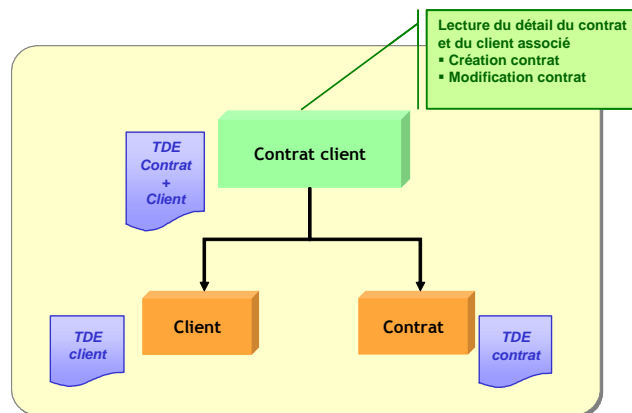 Lecture du détail du contrat
et du client associé
▪ Création contrat
▪ Modification contrat
TDE
Contrat
+
Client
Contrat client
TDE
client
Client
Contrat
TDE
contrat